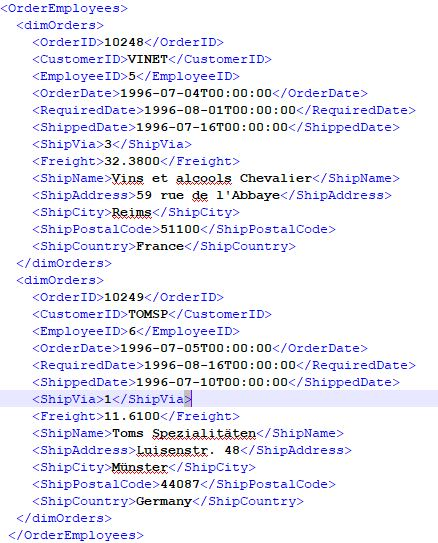 <OrderEmployees>
<dimOrders>
<OrderID>10248</OrderID>
<CustomerID>VINET</CustomerID>
<EmployeeID>5</EmployeeID>
<OrderDate>1996-07-04T00:00:00</OrderDate>
<RequiredDate>1996-08-01T00:00:00</RequiredDate>
<ShippedDate>1996-07-16T00:00:00</ShippedDate>
<ShipVia>3</ShipVia>
<Freight>32.3800</Freight>
<ShipName>Vins et alcools Chevalier</ShipName>
<ShipAddress>59 rue de l'Abbaye</ShipAddress>
<ShipCity>Reims</ShipCity>
<ShipPostalCode>51100</ShipPostalCode>
<ShipCountry>France</ShipCountry>
</dimOrders>
<dimOrders>
<OrderID>10249</OrderID>
<CustomerID>TOMSP</CustomerID>
<EmployeeID>6</EmployeeID>
<OrderDate>1996-07-05T00:00:00</OrderDate>
<RequiredDate>1996-08-16T00:00:00</RequiredDate>
<ShippedDate>1996-07-10T00:00:00</ShippedDate>
<ShipVia>1</ShipVia>
<Freight>11.6100</Freight>
<ShipName>Toms Spezialitäten</ShipName>
<ShipAddress>Luisenstr. 48</ShipAddress>
<ShipCity>Münster</ShipCity>
<ShipPostalCode>44087</ShipPostalCode>
<ShipCountry>Germany</ShipCountry>
</dimOrders>
</OrderEmployees>